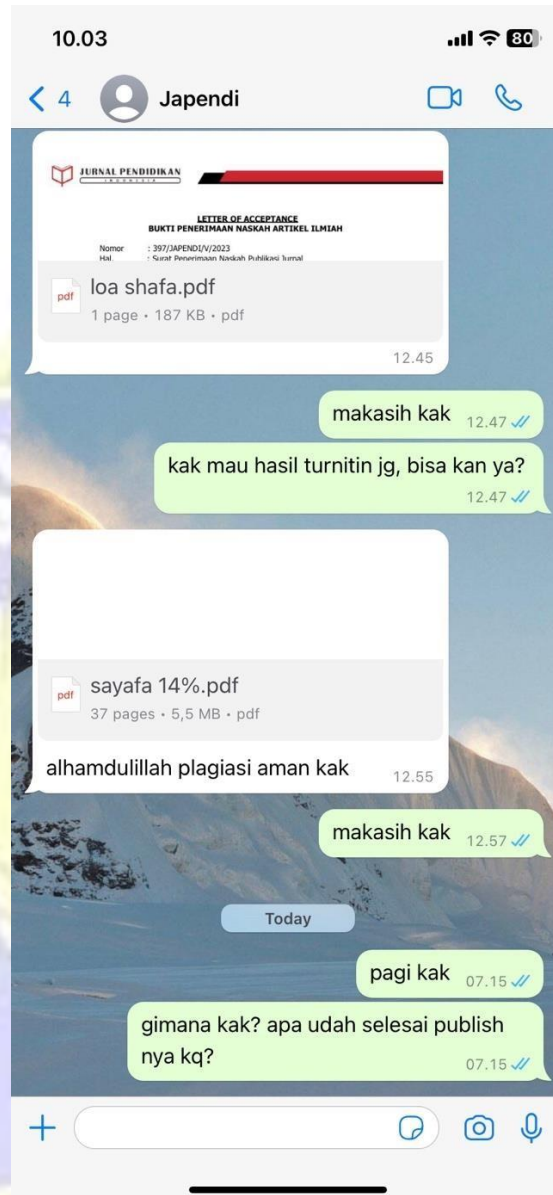 10.03
80
4
Japendi
JURNAL PENDIDIKAN
INDONESIA
LETTER OF ACCEPTANCE
BUKTI PENERIMAAN NASKAH ARTIKEL ILMIAH
Nomor : 397/JAPENDI/V/2023
Hal. : Surat Penerimaan Naskah Publikasi Jurnal
pdf
loa shafa.pdf
1 page • 187 KB • pdf
12.45
makasih kak 12.47
kak mau hasil turnitin jg, bisa kan ya?
12.47
pdf
sayafa 14%.pdf
37 pages • 5,5 MB • pdf
alhamdulillah plagiasi aman kak 12.55
makasih kak 12.57
Today
pagi kak 07.15
gimana kak? apa udah selesai publish
nya kq?
07.15